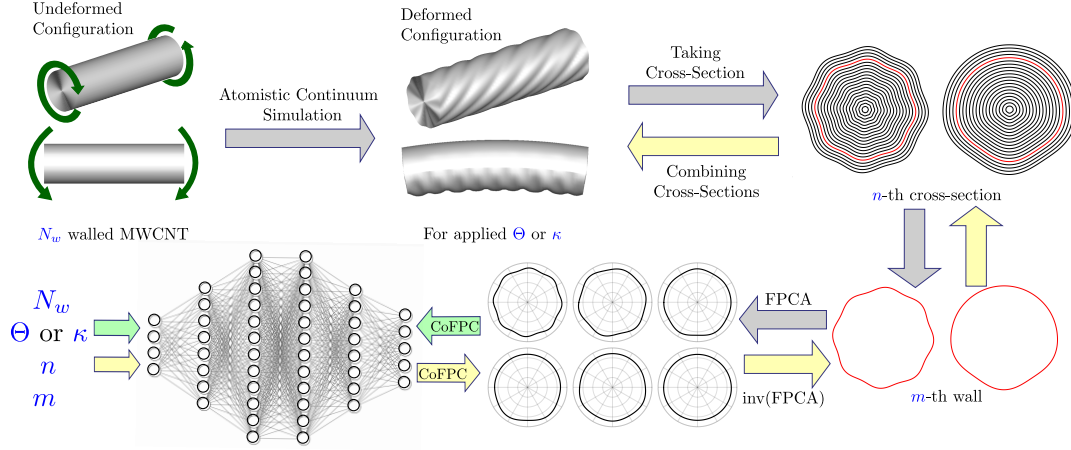 Undeformed
Configuration
Deformed
Configuration
Atomistic Continuum
Simulation
Taking
Cross-Section
Combining
Cross-Sections
n-th cross-section
N_w walled MWCNT
For applied Θ or κ
N_w
Θ or κ
n
m
CoFPC
CoFPC
FPCA
inv(FPCA)
m-th wall